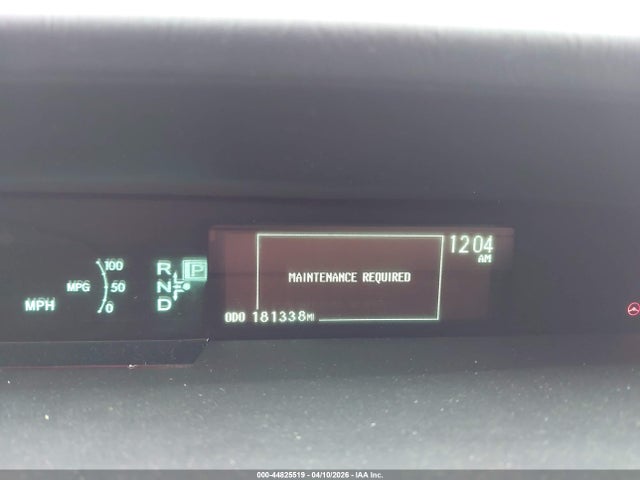 1204
AM
MAINTENANCE REQUIRED
ODO 181338MI
MPH
MPG
100
50
0
R
N
D
P
000-44825519 - 04/10/2026 - IAA Inc.